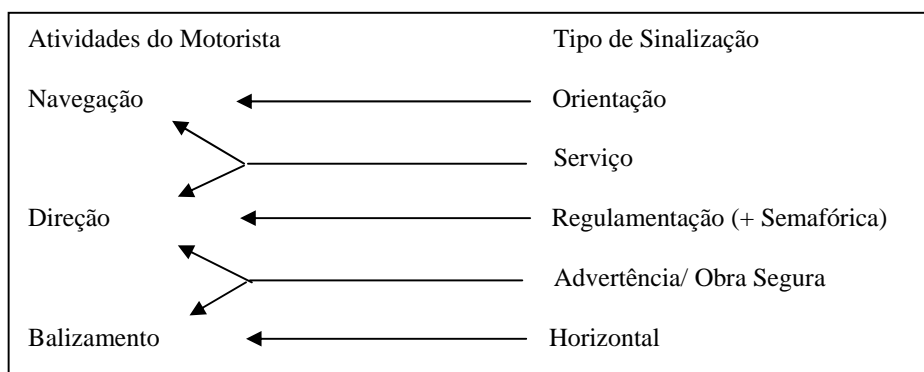 Atividades do Motorista Tipo de Sinalização
Navegação Orientação
Serviço
Direção Regulamentação (+ Semafórica)
Advertência/ Obra Segura
Balizamento Horizontal